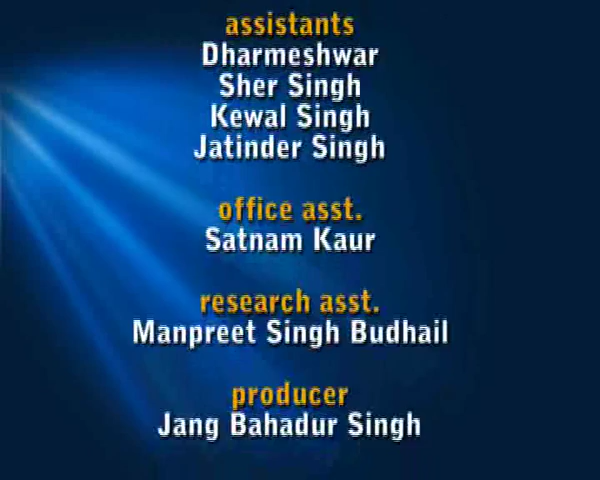 assistants
Dharmeshwar
Sher Singh
Kewal Singh
Jatinder Singh
office asst.
Satnam Kaur
research asst.
Manpreet Singh Budhail
producer
Jang Bahadur Singh